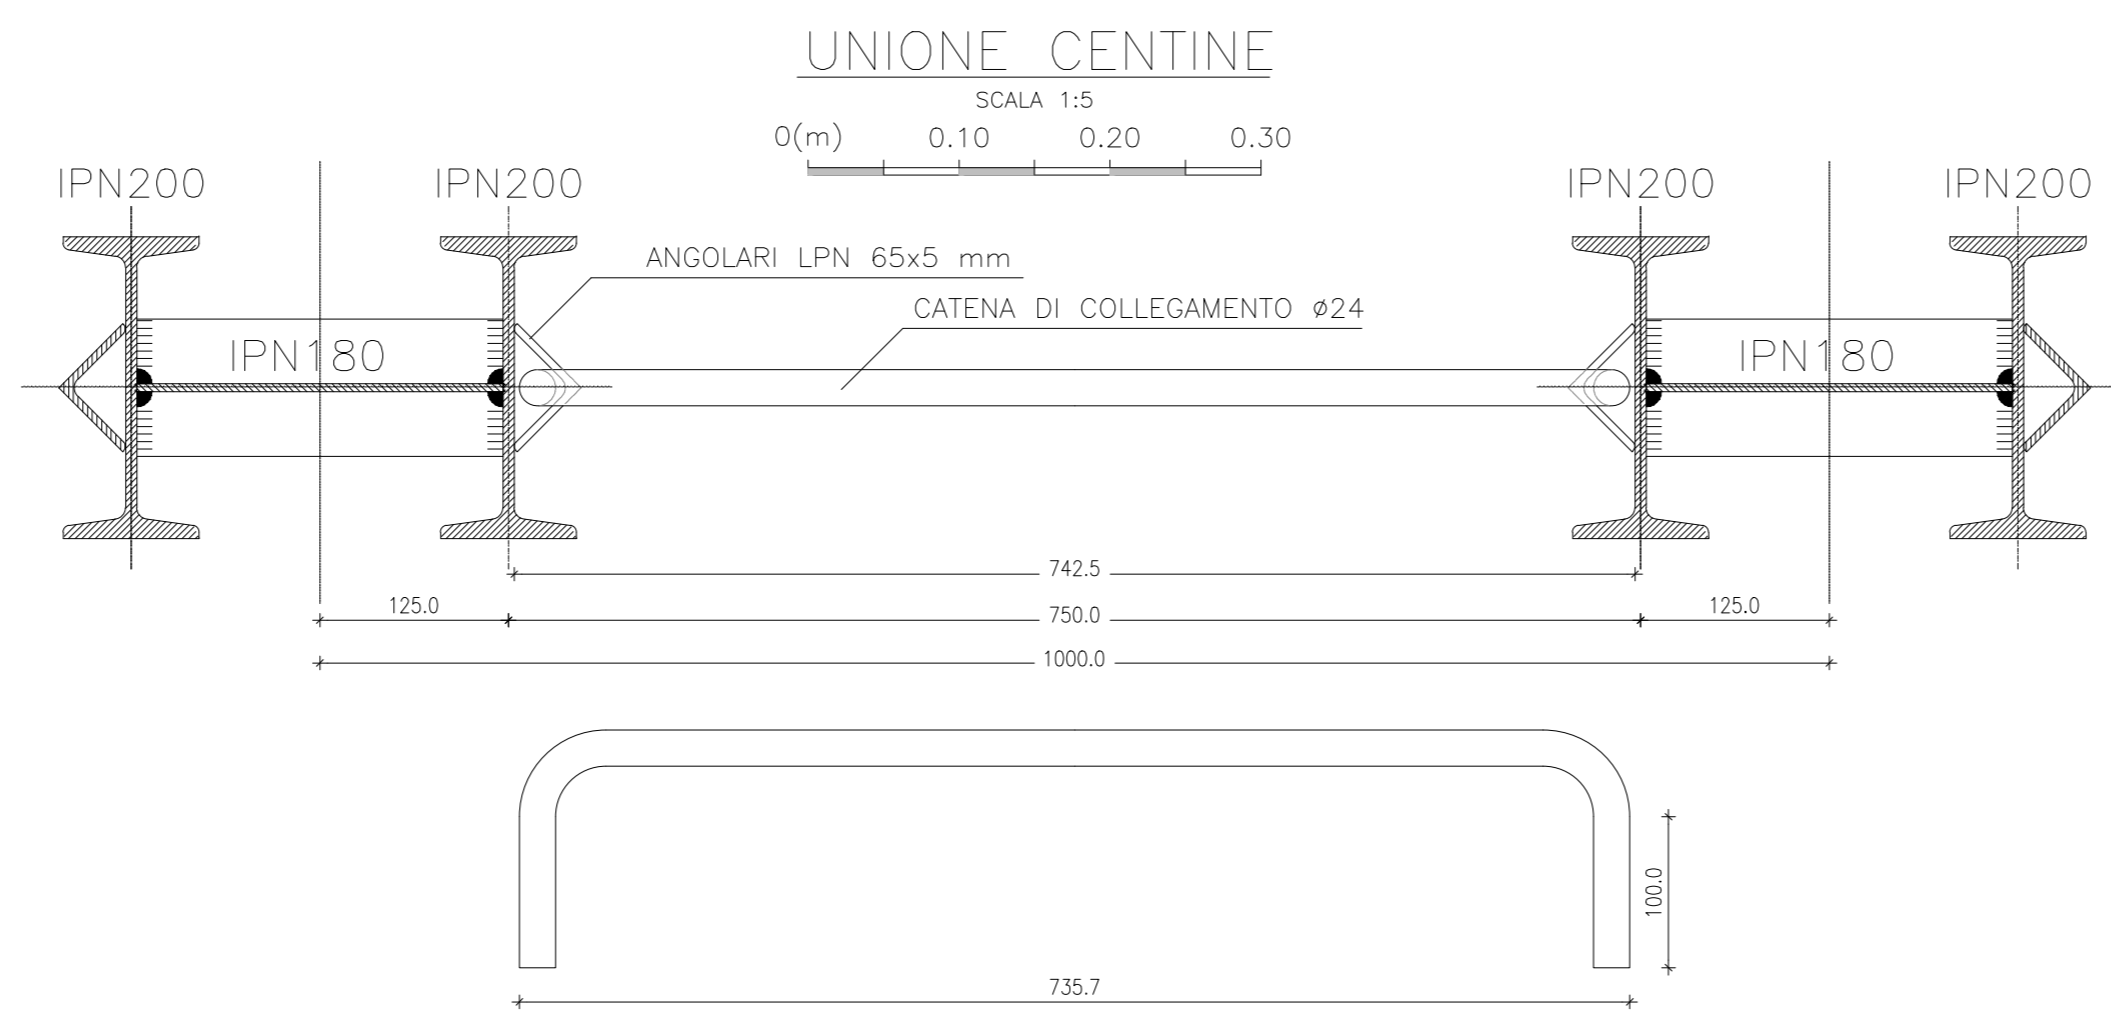 UNIONE CENTINE
SCALA 1:5
0(m) 0.10 0.20 0.30
IPN200 IPN200 IPN200 IPN200
ANGOLARI LPN 65x5 mm
CATENA DI COLLEGAMENTO ø24
IPN180 IPN180
742.5
125.0 750.0 125.0
1000.0
100.0
735.7